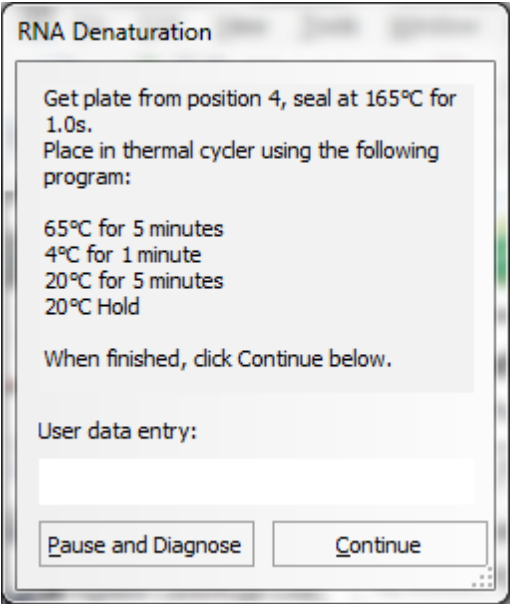 RNA Denaturation
Get plate from position 4, seal at 165°C for
1.0s.
Place in thermal cycler using the following
program:
65°C for 5 minutes
4°C for 1 minute
20°C for 5 minutes
20°C Hold
When finished, click Continue below.
User data entry:
Pause and Diagnose
Continue